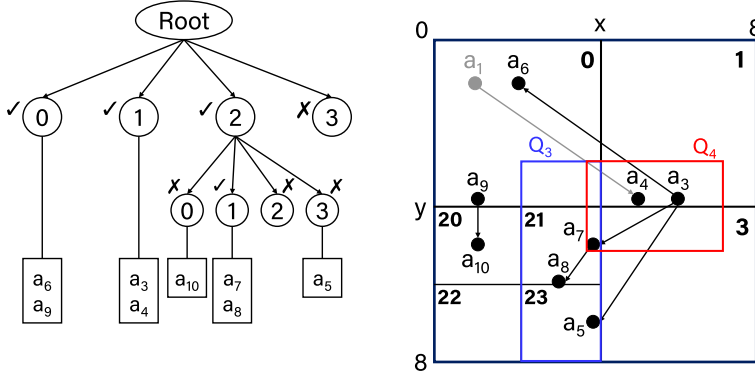 Root
✓ 0
✓ 1
✓ 2
✗ 3
✗ 0
✓ 1
2 ✗
3 ✗
a6
a9
a3
a4
a10
a7
a8
a5
0
x
8
a1
a6
0
1
Q3
Q4
a9
a4
a3
y
20
21
3
a7
a10
a8
22
23
a5
8